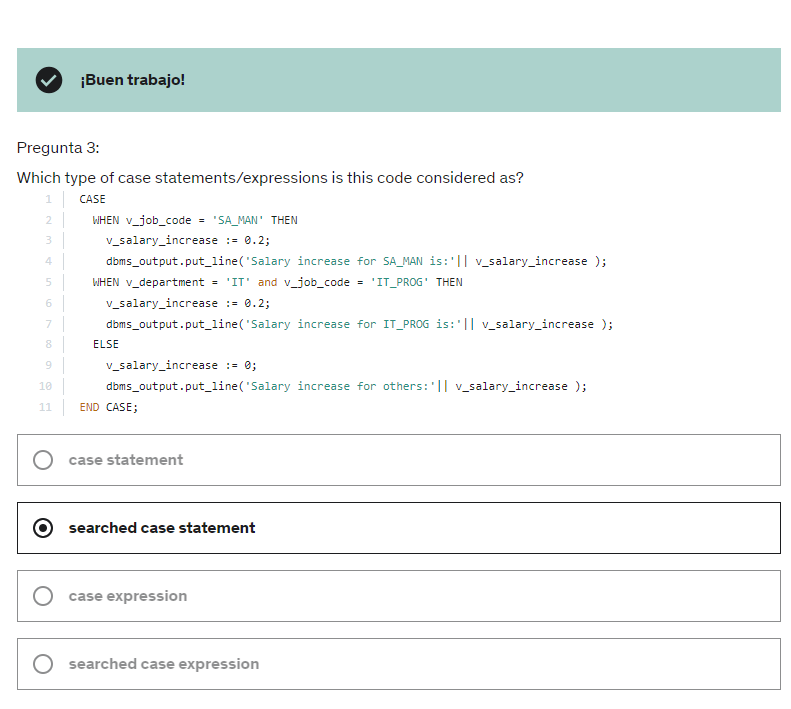 ¡Buen trabajo!
Pregunta 3:
Which type of case statements/expressions is this code considered as?
1 CASE
2 WHEN v_job_code = 'SA_MAN' THEN
3 v_salary_increase := 0.2;
4 dbms_output.put_line('Salary increase for SA_MAN is:'|| v_salary_increase );
5 WHEN v_department = 'IT' and v_job_code = 'IT_PROG' THEN
6 v_salary_increase := 0.2;
7 dbms_output.put_line('Salary increase for IT_PROG is:'|| v_salary_increase );
8 ELSE
9 v_salary_increase := 0;
10 dbms_output.put_line('Salary increase for others:'|| v_salary_increase );
11 END CASE;
case statement
searched case statement
case expression
searched case expression